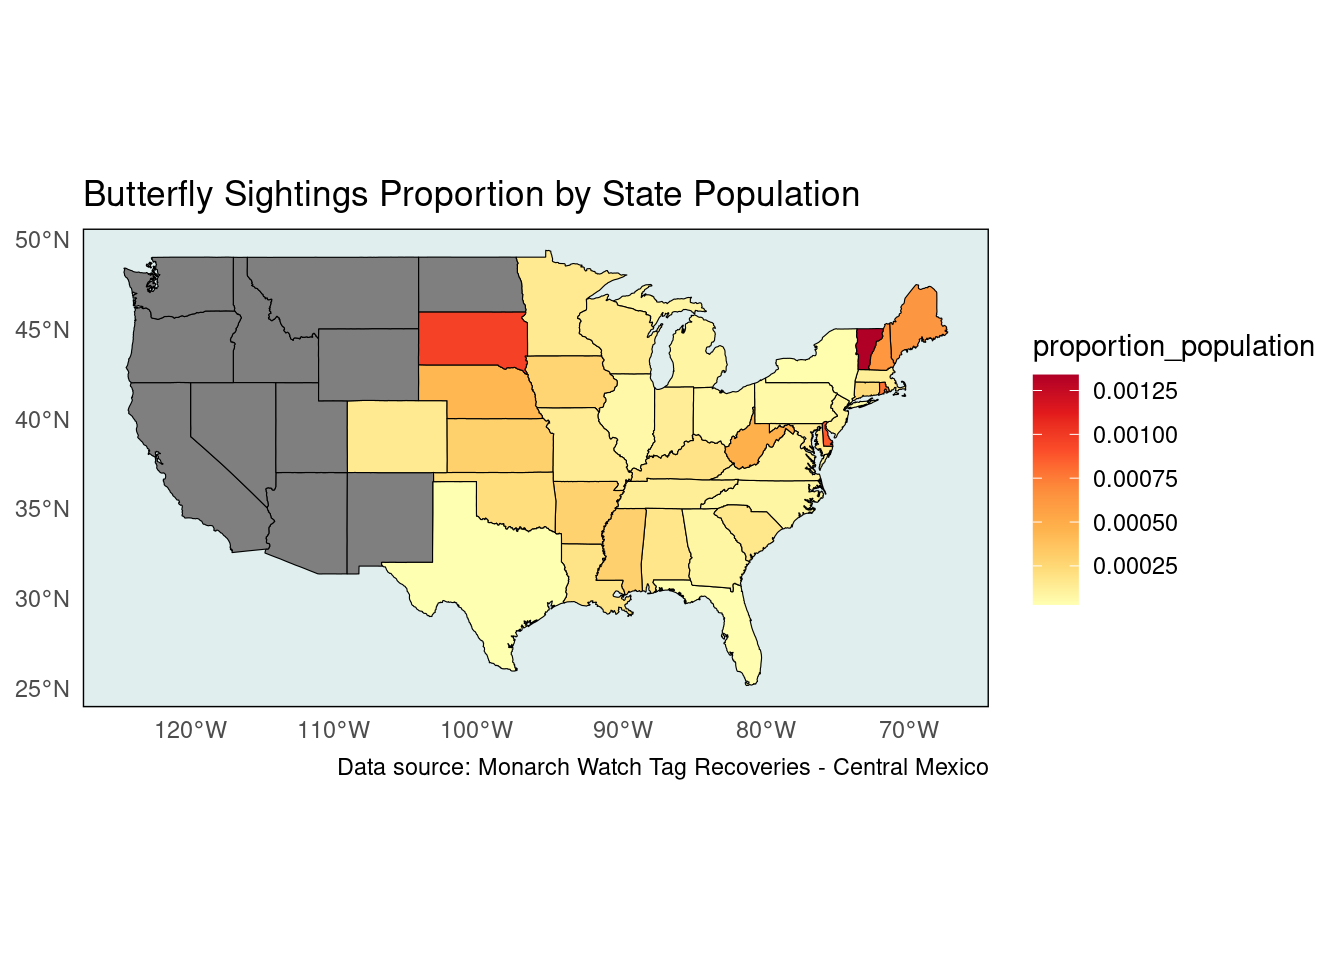 Butterfly Sightings Proportion by State Population
50°N
45°N
40°N
35°N
30°N
25°N
120°W 110°W 100°W 90°W 80°W 70°W
Data source: Monarch Watch Tag Recoveries - Central Mexico
proportion_population
0.00125
0.00100
0.00075
0.00050
0.00025